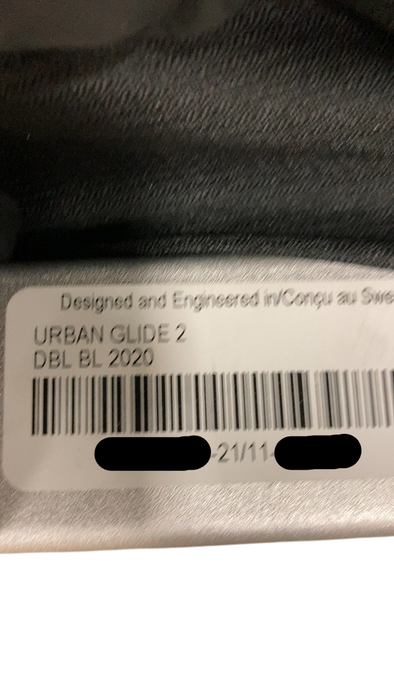 Designed and Engineered in/Conçu au Swe
URBAN GLIDE 2
DBL BL 2020
-21/11-